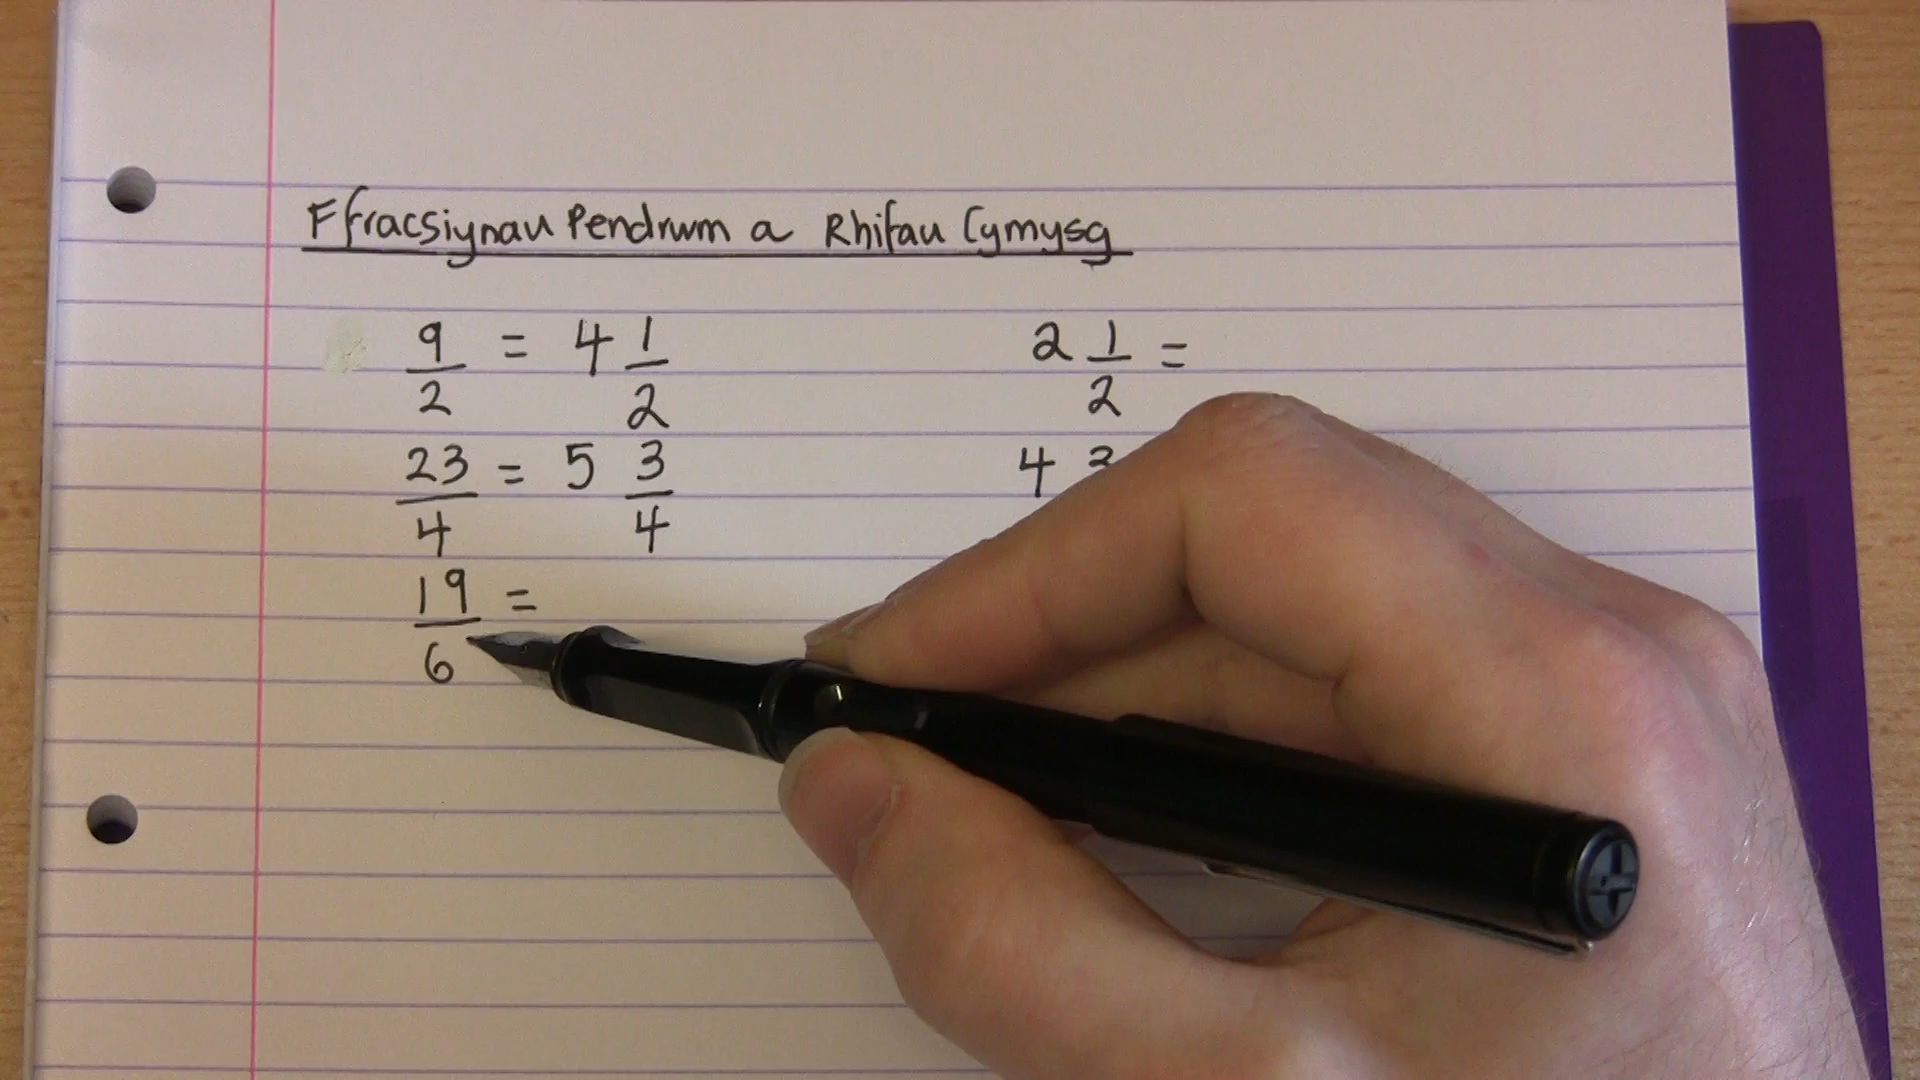 Ffracsiynau Pendrwm a Rhifau Cymysg
9/2 = 4 1/2
23/4 = 5 3/4
19/6 =
2 1/2 =
4